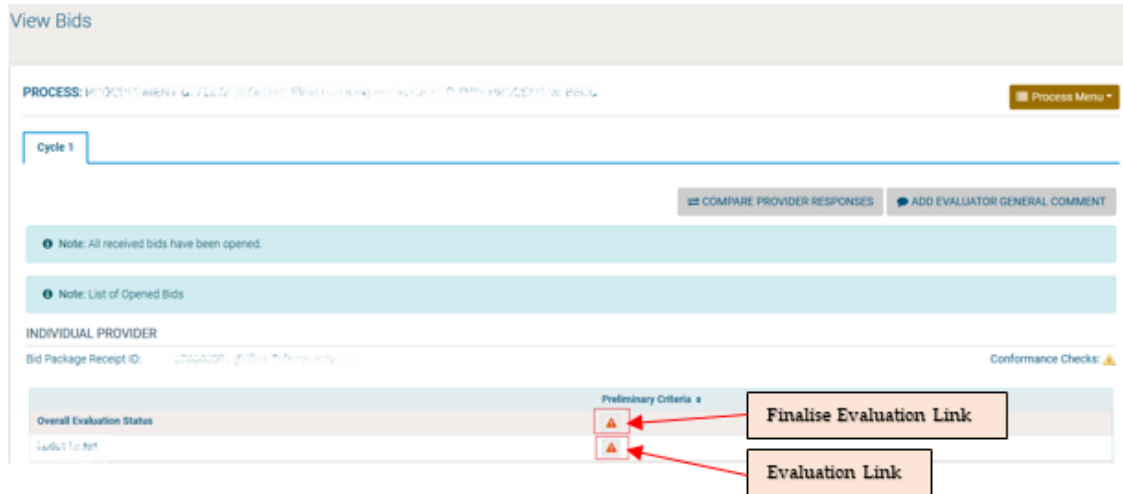 View Bids
PROCESS:
Process Menu
Cycle 1
COMPARE PROVIDER RESPONSES
ADD EVALUATOR GENERAL COMMENT
Note: All received bids have been opened.
Note: List of Opened Bids
INDIVIDUAL PROVIDER
Bid Package Receipt ID:
Conformance Checks:
Preliminary Criteria
Finalise Evaluation Link
Overall Evaluation Status
Evaluation Link